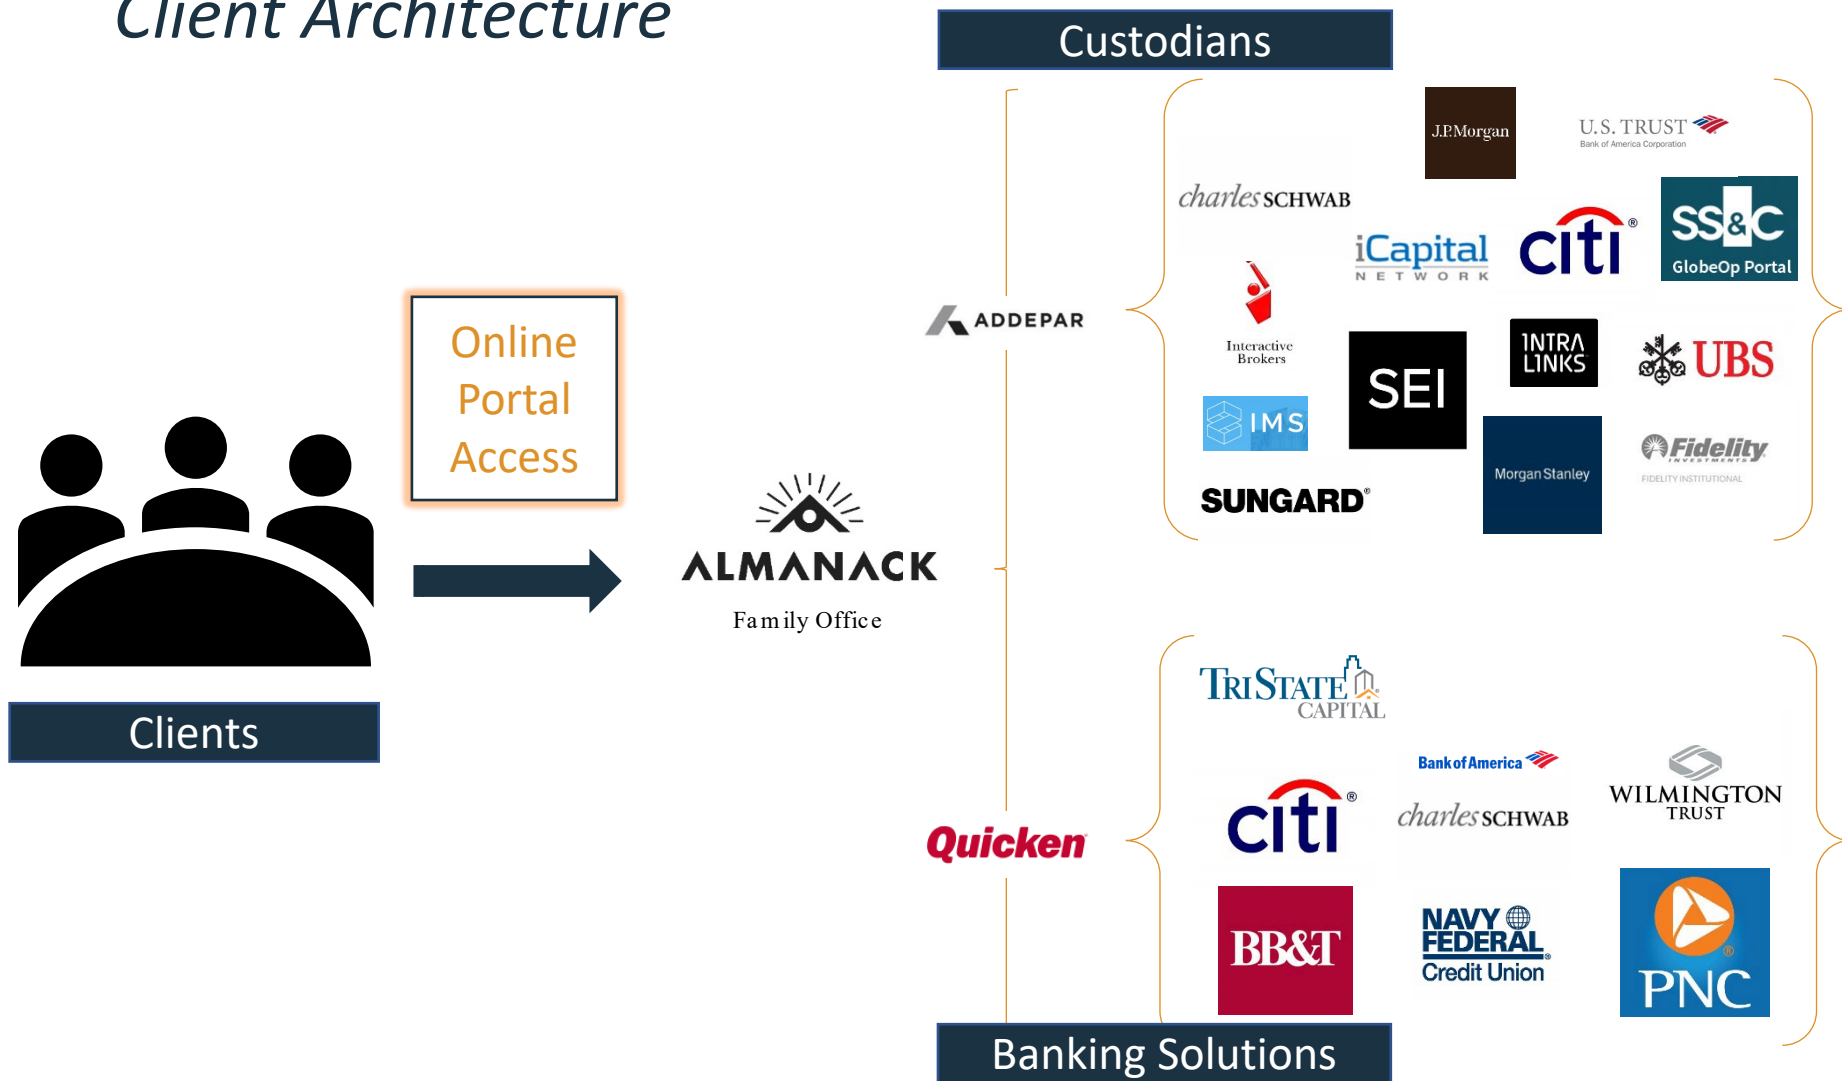 Client Architecture
Custodians
J.P.Morgan
U.S. TRUST
Bank of America Corporation
charles SCHWAB
iCapital
NETWORK
citi®
SS&C
GlobeOp Portal
Online
Portal
Access
ADDEPAR
Interactive
Brokers
SEI
INTRA
LINKS
UBS
IMS
Morgan Stanley
Fidelity
INVESTMENTS
FIDELITY INSTITUTIONAL
SUNGARD®
ALMANACK
Family Office
TRISTATE
CAPITAL
Clients
Bank of America
WILMINGTON
TRUST
citi®
charles SCHWAB
Quicken
BB&T
NAVY
FEDERAL®
Credit Union
PNC
Banking Solutions